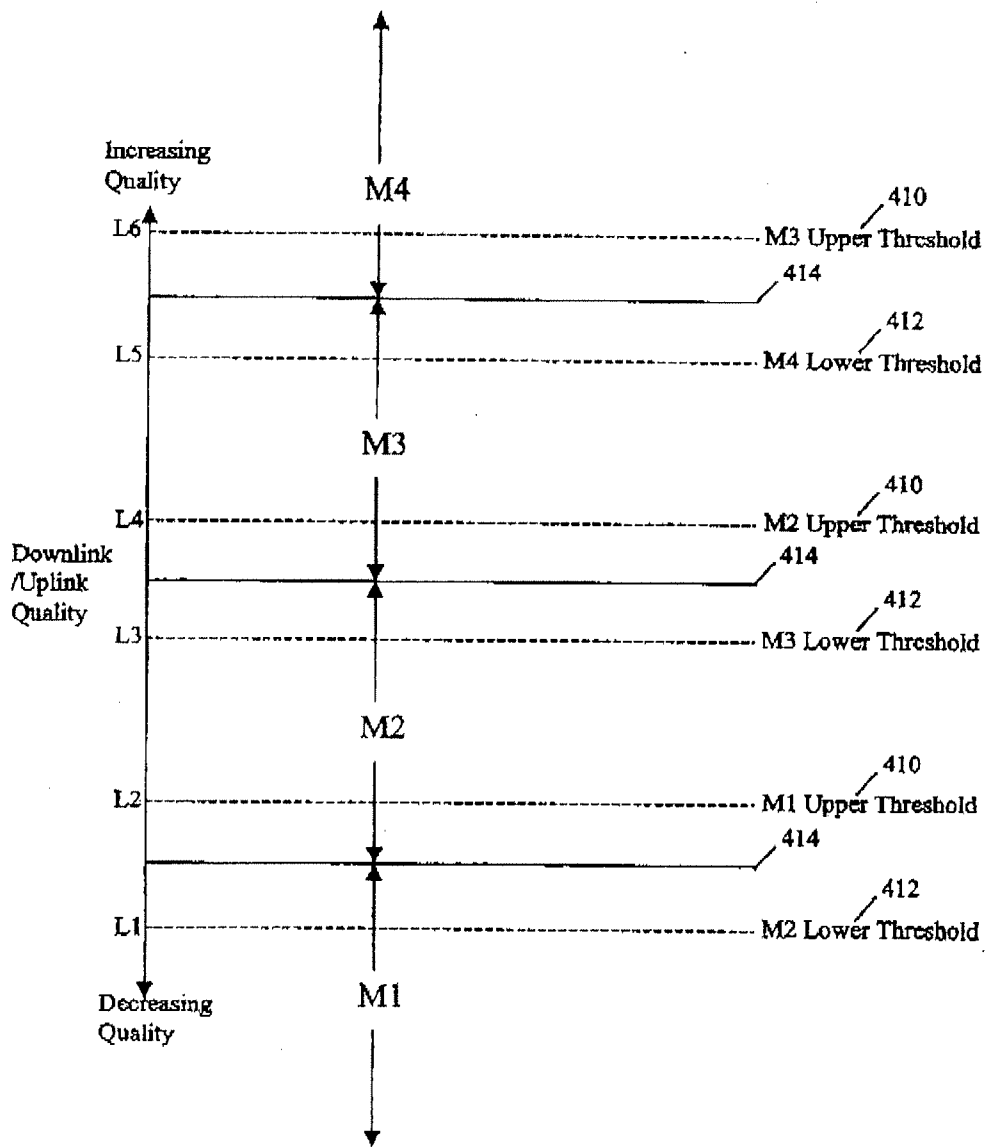 Increasing
Quality
M4
410
L6
M3 Upper Threshold
414
412
L5
M4 Lower Threshold
M3
410
L4
M2 Upper Threshold
Downlink
/Uplink
Quality
414
412
L3
M3 Lower Threshold
M2
410
L2
M1 Upper Threshold
414
412
L1
M2 Lower Threshold
Decreasing
Quality
M1